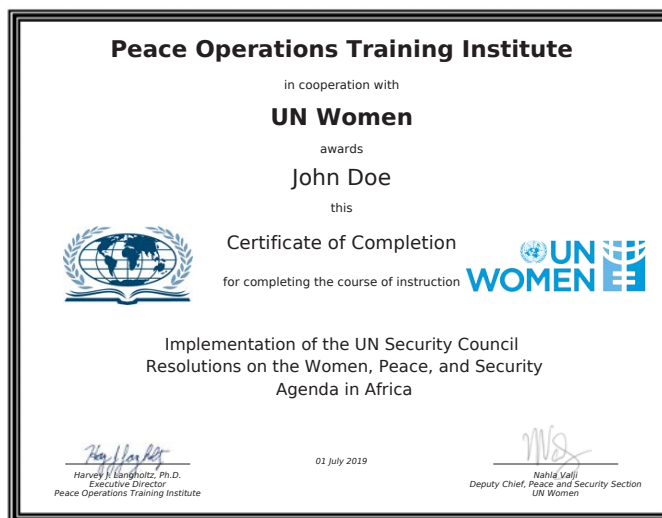 Peace Operations Training Institute
in cooperation with
UN Women
awards
John Doe
this
Certificate of Completion
for completing the course of instruction
UN
WOMEN
Implementation of the UN Security Council
Resolutions on the Women, Peace, and Security
Agenda in Africa
Harvey J. Langholtz, Ph.D.
Executive Director
Peace Operations Training Institute
01 July 2019
Nahla Valji
Deputy Chief, Peace and Security Section
UN Women